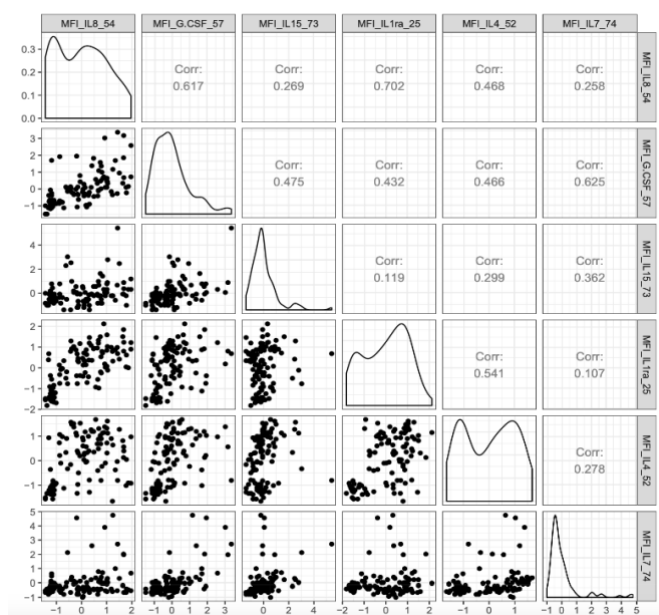 MFI_IL8_54 MFI_G.CSF_57 MFI_IL15_73 MFI_IL1ra_25 MFI_IL4_52 MFI_IL7_74
0.3
0.2
0.1
0.0
Corr:
0.617
Corr:
0.269
Corr:
0.702
Corr:
0.468
Corr:
0.258
MFI_IL8_54
3
2
1
0
−1
Corr:
0.475
Corr:
0.432
Corr:
0.466
Corr:
0.625
MFI_G.CSF_57
4
2
0
Corr:
0.119
Corr:
0.299
Corr:
0.362
MFI_IL15_73
2
1
0
−1
−2
Corr:
0.541
Corr:
0.107
MFI_IL1ra_25
1
0
−1
Corr:
0.278
MFI_IL4_52
5
4
3
2
1
0
−1
MFI_IL7_74
−1 0 1 2 −1 0 1 2 3 0 2 4 −2 −1 0 1 2 −1 0 1 −1 0 1 2 3 4 5